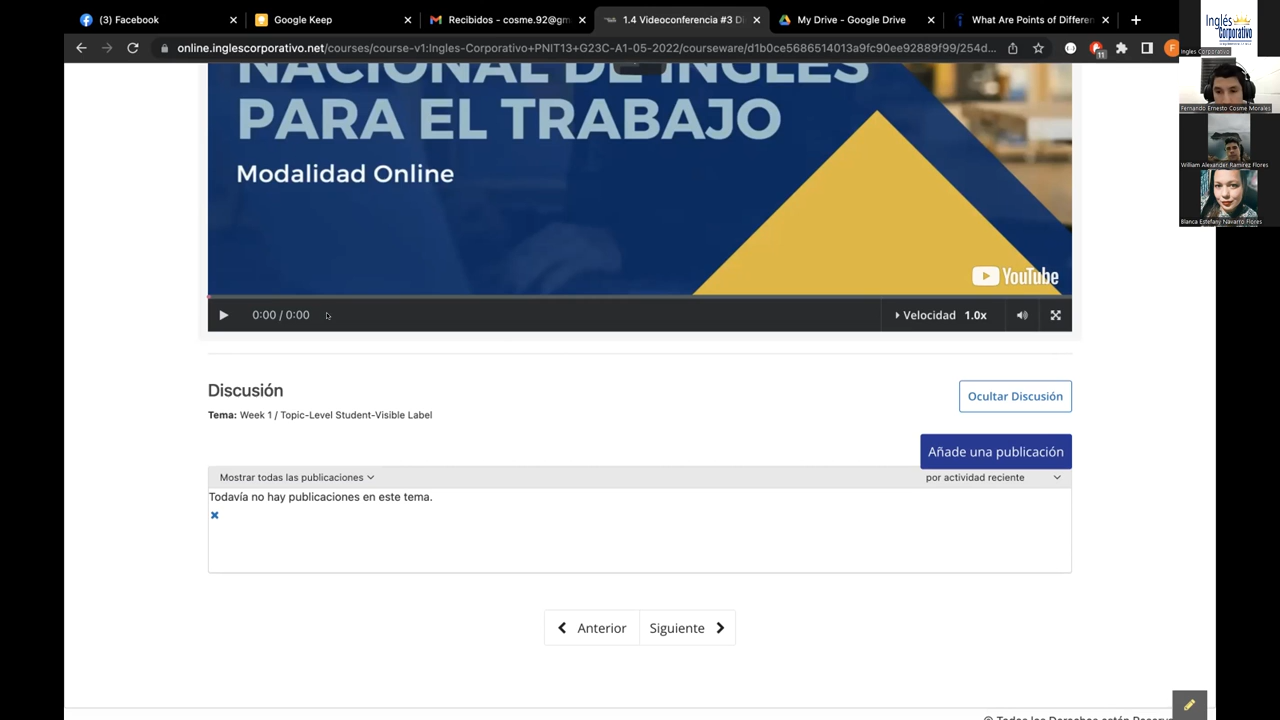 (3) Facebook
Google Keep
Recibidos - cosme.92@gm
1.4 Videoconferencia #3 Di
My Drive - Google Drive
What Are Points of Differen
online.inglescorporativo.net/courses/course-v1:Ingles-Corporativo+PNIT13+G23C-A1-05-2022/courseware/d1b0ce5686514013a9fc90ee92889f99/254d...
11
F
Inglés
Corporativo
Ingles Corporativo
Fernando Ernesto Cosme Morales
William Alexander Ramirez Flores
Blanca Estefany Navarro Flores
NACIONAL DE INGLÉS
PARA EL TRABAJO
Modalidad Online
YouTube
0:00 / 0:00
Velocidad 1.0x
Discusión
Ocultar Discusión
Tema: Week 1 / Topic-Level Student-Visible Label
Añade una publicación
Mostrar todas las publicaciones
por actividad reciente
Todavía no hay publicaciones en este tema.
Anterior
Siguiente